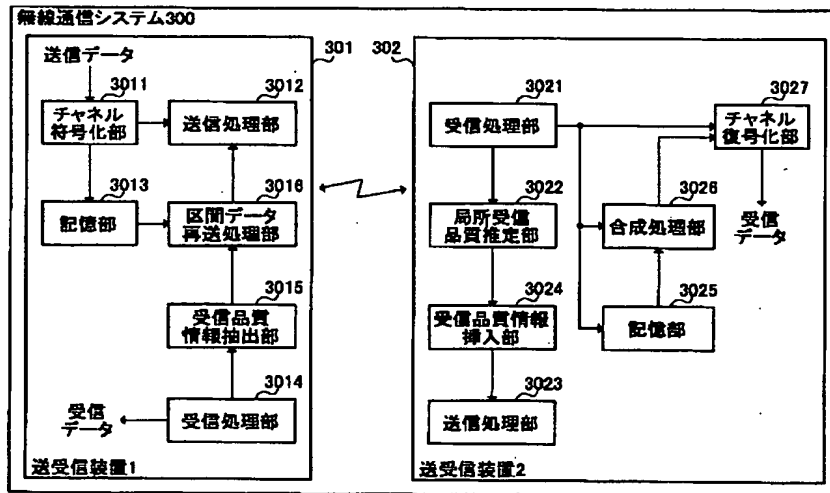 無線通信システム300
送信データ
301
302
3011
チャネル
符号化部
3012
送信処理部
3013
記憶部
3016
区間データ
再送処理部
3015
受信品質
情報抽出部
3014
受信処理部
受信
データ
送受信装置1
3021
受信処理部
3027
チャネル
復号化部
3022
局所受信
品質推定部
3026
合成処理部
受信
データ
3024
受信品質情報
挿入部
3025
記憶部
3023
送信処理部
送受信装置2